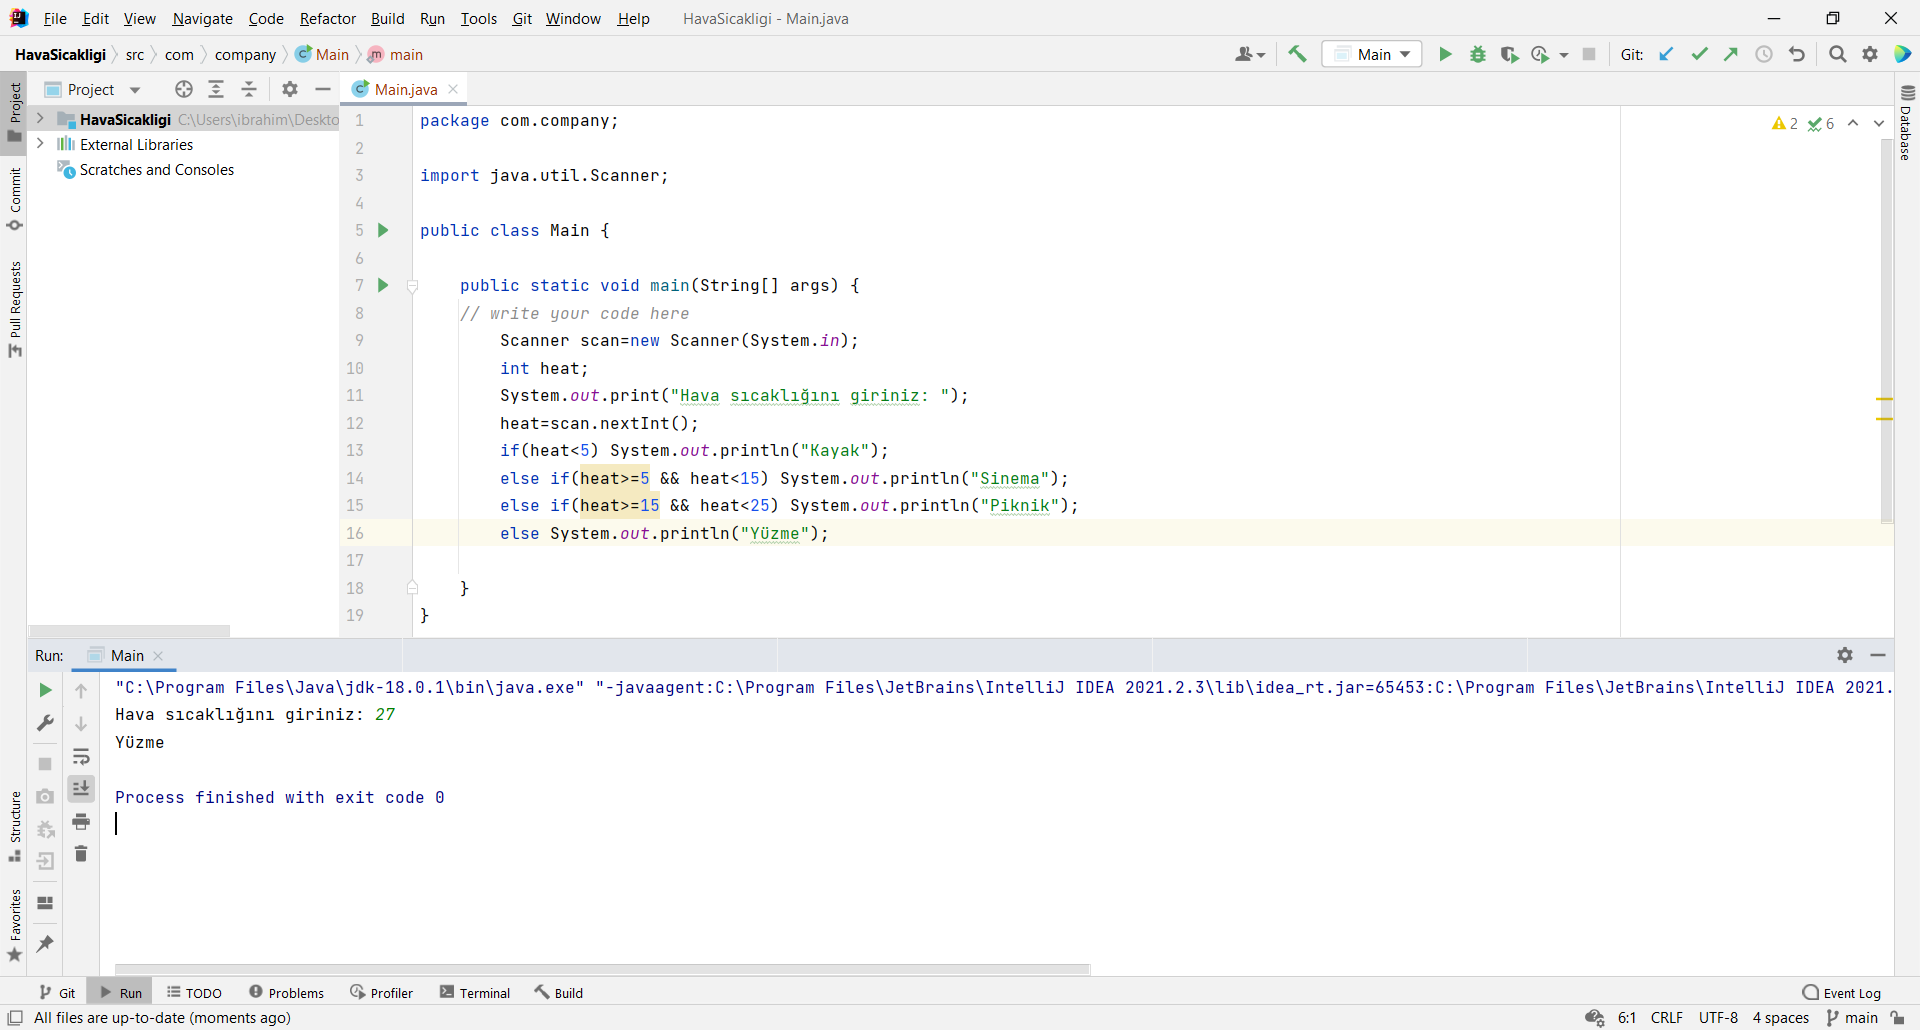 File Edit View Navigate Code Refactor Build Run Tools Git Window Help HavaSicakligi - Main.java
HavaSicakligi src com company Main main Main Git:
Project Main.java
HavaSicakligi C:\Users\ibrahim\Deskto
External Libraries
Scratches and Consoles
Project
Commit
Pull Requests
Structure
Favorites
Database
2 6
1 package com.company;
2
3 import java.util.Scanner;
4
5 public class Main {
6
7 public static void main(String[] args) {
8 // write your code here
9 Scanner scan=new Scanner(System.in);
10 int heat;
11 System.out.print("Hava sıcaklığını giriniz: ");
12 heat=scan.nextInt();
13 if(heat<5) System.out.println("Kayak");
14 else if(heat>=5 && heat<15) System.out.println("Sinema");
15 else if(heat>=15 && heat<25) System.out.println("Piknik");
16 else System.out.println("Yüzme");
17
18 }
19 }
Run: Main
"C:\Program Files\Java\jdk-18.0.1\bin\java.exe" "-javaagent:C:\Program Files\JetBrains\IntelliJ IDEA 2021.2.3\lib\idea_rt.jar=65453:C:\Program Files\JetBrains\IntelliJ IDEA 2021.
Hava sıcaklığını giriniz: 27
Yüzme
Process finished with exit code 0
Git Run TODO Problems Profiler Terminal Build Event Log
All files are up-to-date (moments ago) 6:1 CRLF UTF-8 4 spaces main